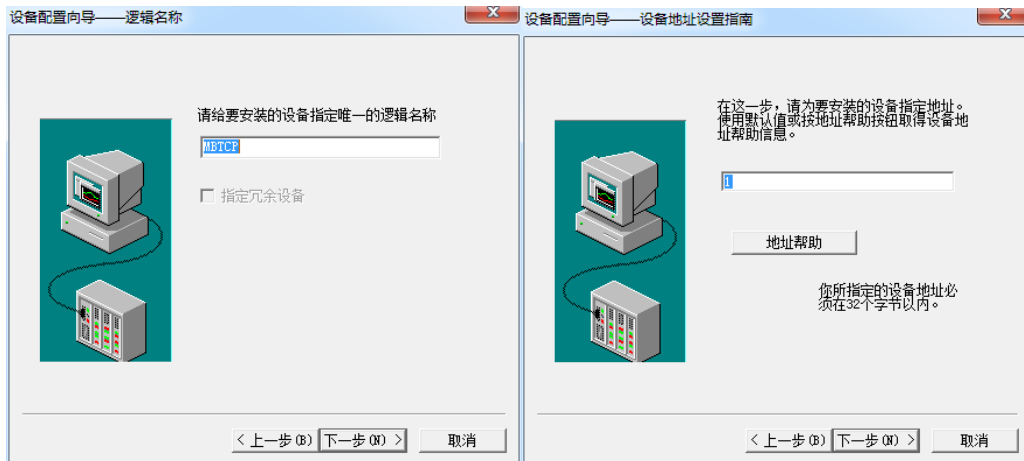 设备配置向导——逻辑名称
请给要安装的设备指定唯一的逻辑名称
MBTCP
指定冗余设备
< 上一步(B)
下一步(N) >
取消
设备配置向导——设备地址设置指南
在这一步，请为要安装的设备指定地址。
使用默认值或按地址帮助按钮取得设备地
址帮助信息。
1
地址帮助
你所指定的设备地址必
须在32个字节以内。
< 上一步(B)
下一步(N) >
取消